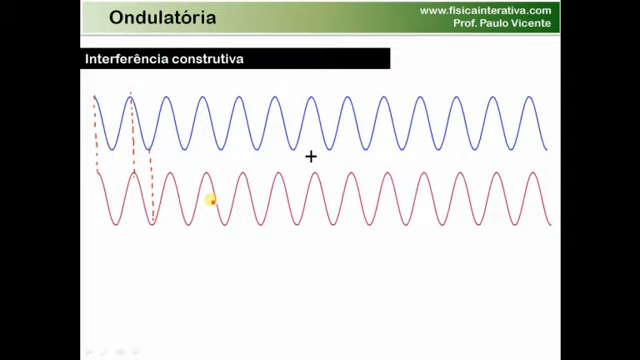 Ondulatória
www.fisicainterativa.com
Prof. Paulo Vicente
Interferência construtiva
+